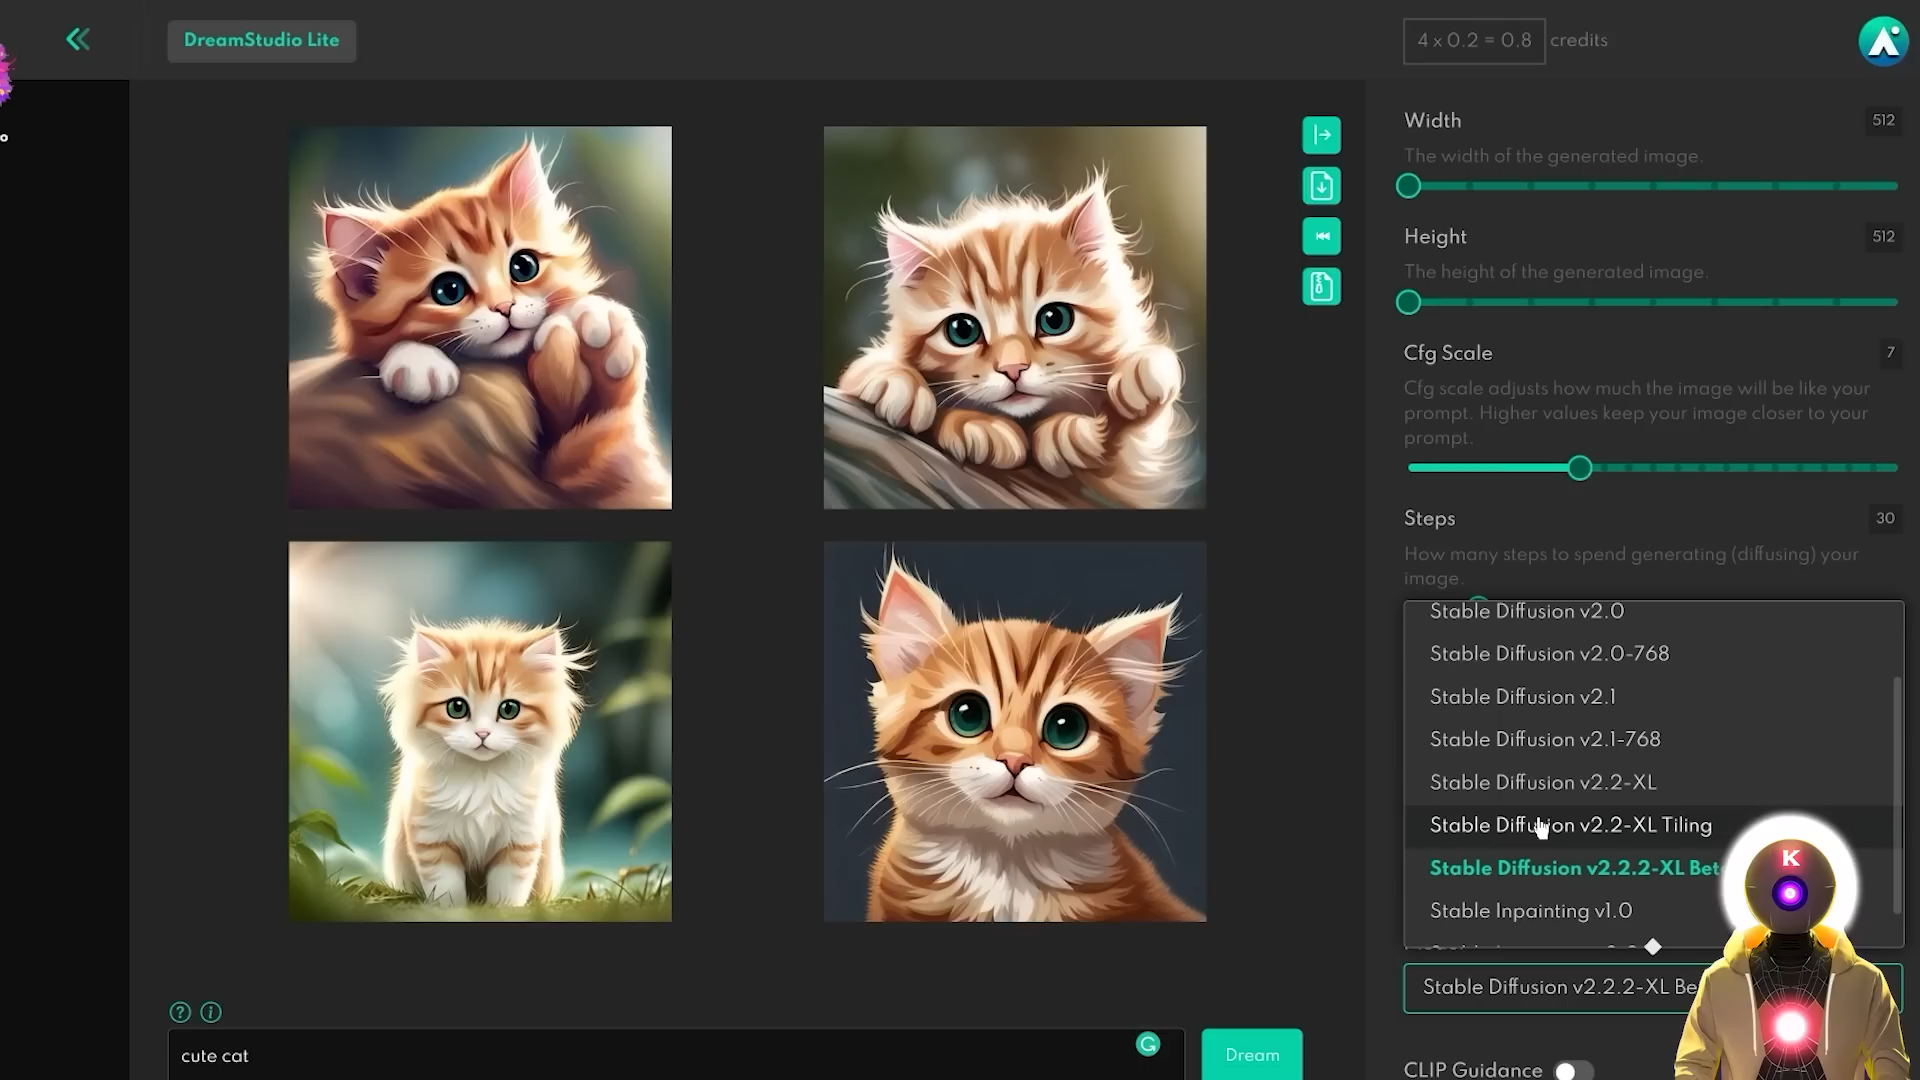 DreamStudio Lite
4 x 0.2 = 0.8 credits
o
Width
512
The width of the generated image.
Height
512
The height of the generated image.
Cfg Scale
7
Cfg scale adjusts how much the image will be like your
prompt. Higher values keep your image closer to your
prompt.
Steps
30
How many steps to spend generating (diffusing) your
image.
Stable Diffusion v2.0
Stable Diffusion v2.0-768
Stable Diffusion v2.1
Stable Diffusion v2.1-768
Stable Diffusion v2.2-XL
Stable Diffusion v2.2-XL Tiling
Stable Diffusion v2.2.2-XL Bet
Stable Inpainting v1.0
Stable Diffusion v2.2.2-XL Be
K
cute cat
Dream
CLIP Guidance